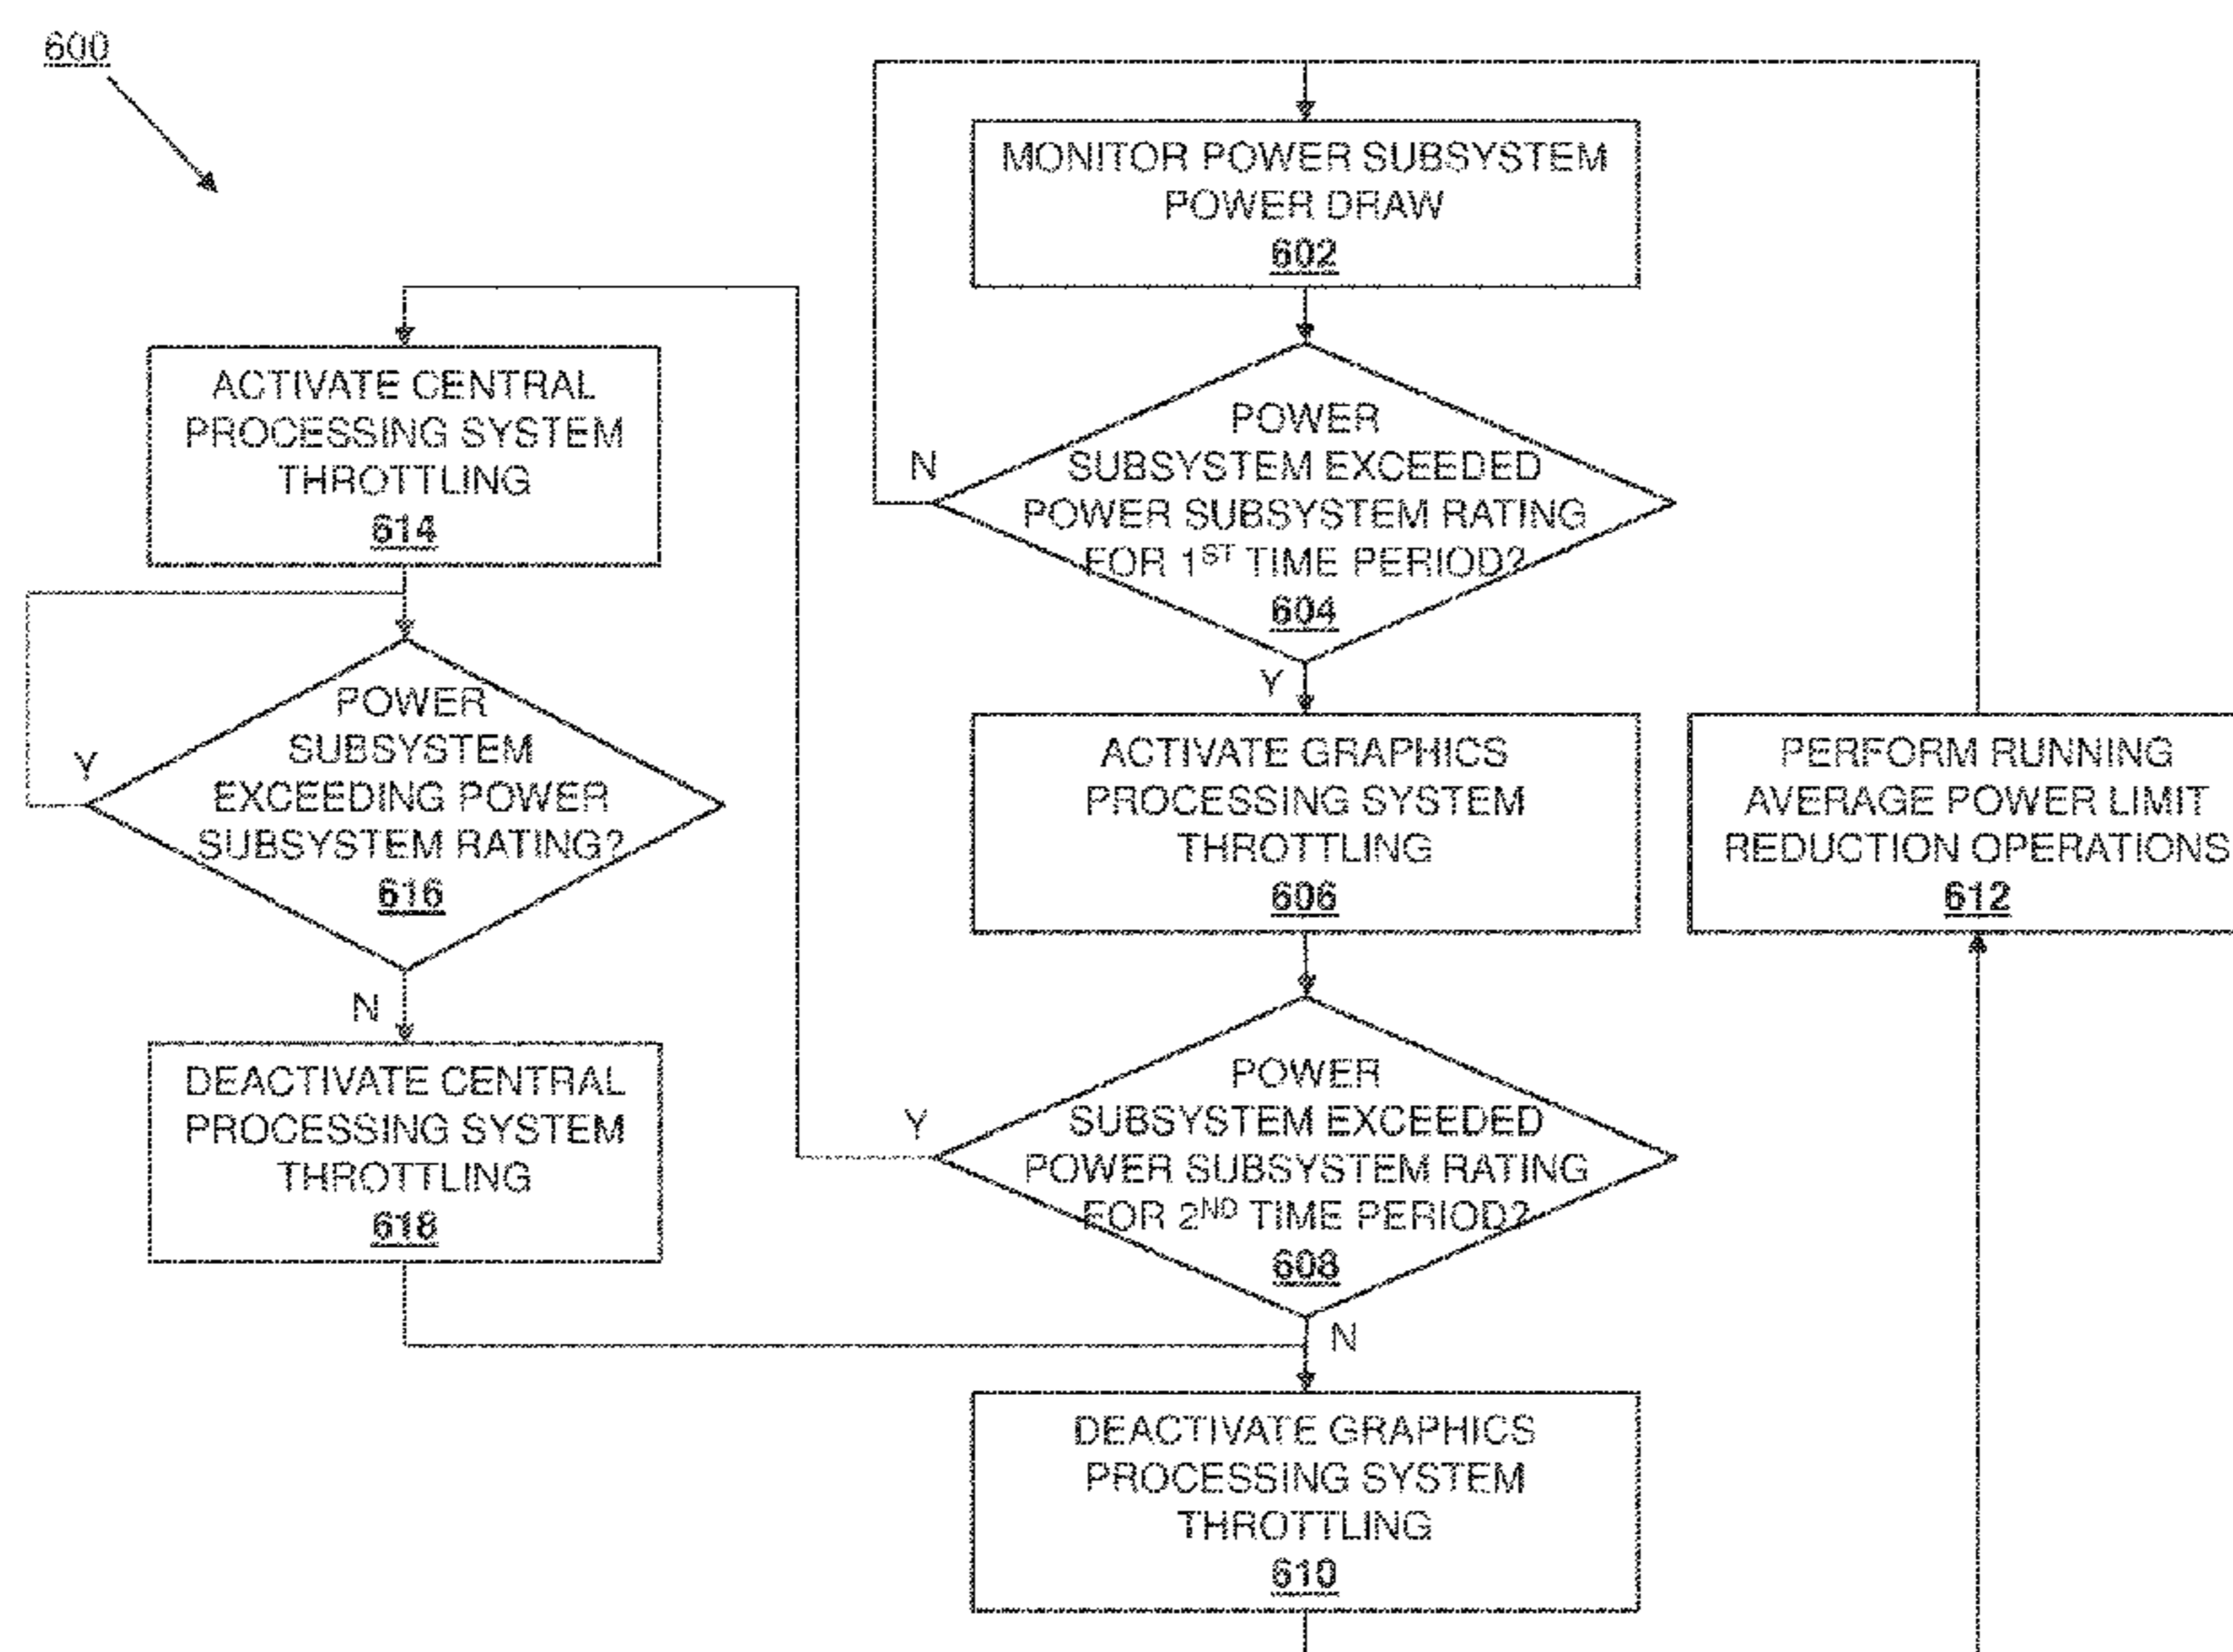 600
MONITOR POWER SUBSYSTEM
POWER DRAW
602
POWER
SUBSYSTEM EXCEEDED
POWER SUBSYSTEM RATING
FOR 1ST TIME PERIOD?
604
N
Y
ACTIVATE GRAPHICS
PROCESSING SYSTEM
THROTTLING
606
POWER
SUBSYSTEM EXCEEDED
POWER SUBSYSTEM RATING
FOR 2ND TIME PERIOD?
608
Y
N
DEACTIVATE GRAPHICS
PROCESSING SYSTEM
THROTTLING
610
PERFORM RUNNING
AVERAGE POWER LIMIT
REDUCTION OPERATIONS
612
ACTIVATE CENTRAL
PROCESSING SYSTEM
THROTTLING
614
POWER
SUBSYSTEM
EXCEEDING POWER
SUBSYSTEM RATING?
616
Y
N
DEACTIVATE CENTRAL
PROCESSING SYSTEM
THROTTLING
618